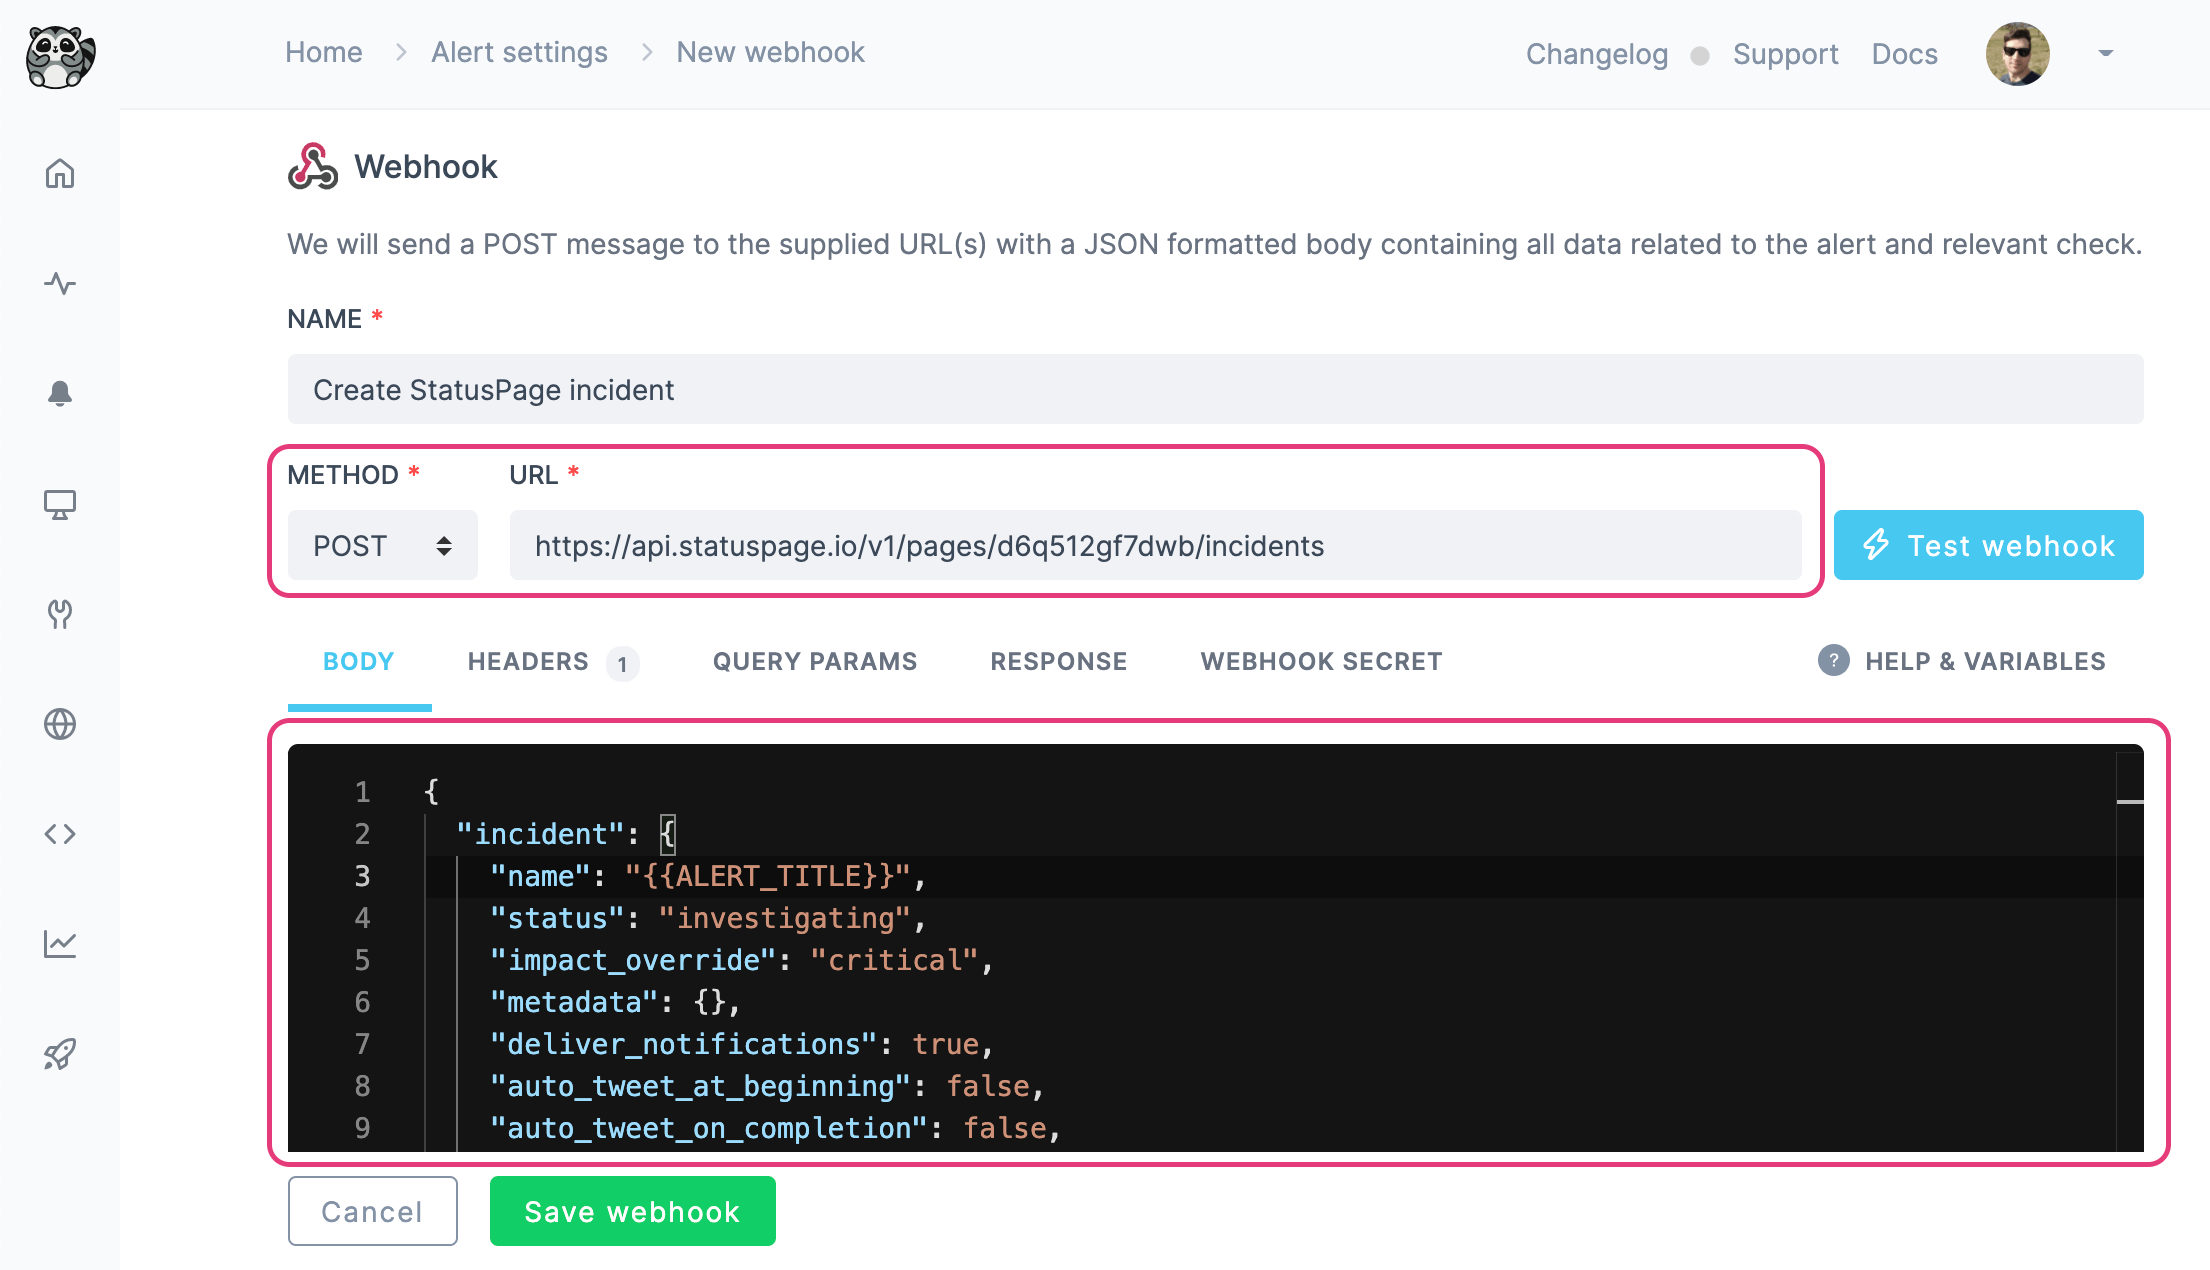 Home > Alert settings > New webhook
Changelog Support Docs
Webhook
We will send a POST message to the supplied URL(s) with a JSON formatted body containing all data related to the alert and relevant check.
NAME *
Create StatusPage incident
METHOD * URL *
POST https://api.statuspage.io/v1/pages/d6q512gf7dwb/incidents Test webhook
BODY HEADERS 1 QUERY PARAMS RESPONSE WEBHOOK SECRET ? HELP & VARIABLES
1 {
2 "incident": {
3 "name": "{{ALERT_TITLE}}",
4 "status": "investigating",
5 "impact_override": "critical",
6 "metadata": {},
7 "deliver_notifications": true,
8 "auto_tweet_at_beginning": false,
9 "auto_tweet_on_completion": false,
Cancel Save webhook